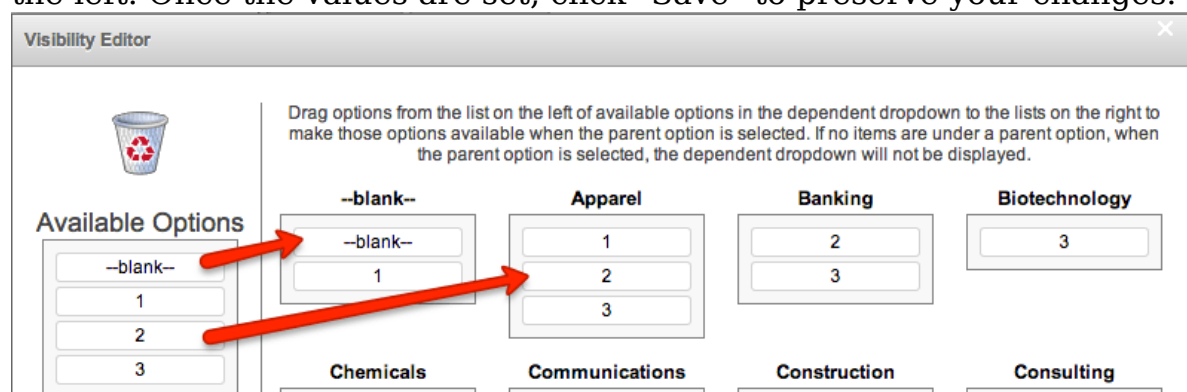 the left. Once the values are set, click "Save" to preserve your changes.
Visibility Editor
Drag options from the list on the left of available options in the dependent dropdown to the lists on the right to
make those options available when the parent option is selected. If no items are under a parent option, when
the parent option is selected, the dependent dropdown will not be displayed.
Available Options
--blank--
1
2
3
--blank--
--blank--
1
Apparel
1
2
3
Banking
2
3
Biotechnology
3
Chemicals
Communications
Construction
Consulting